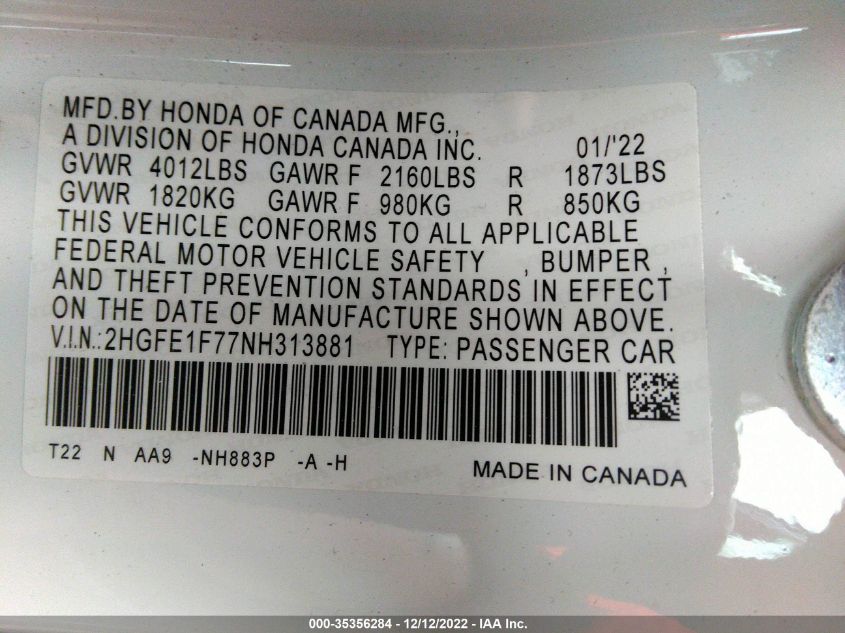 MFD.BY HONDA OF CANADA MFG.,
A DIVISION OF HONDA CANADA INC. 01/'22
GVWR 4012LBS GAWR F 2160LBS R 1873LBS
GVWR 1820KG GAWR F 980KG R 850KG
THIS VEHICLE CONFORMS TO ALL APPLICABLE
FEDERAL MOTOR VEHICLE SAFETY , BUMPER ,
AND THEFT PREVENTION STANDARDS IN EFFECT
ON THE DATE OF MANUFACTURE SHOWN ABOVE.
V.I.N.:2HGFE1F77NH313881 TYPE: PASSENGER CAR
T22 N AA9 -NH883P -A -H
MADE IN CANADA
000-35356284 - 12/12/2022 - IAA Inc.